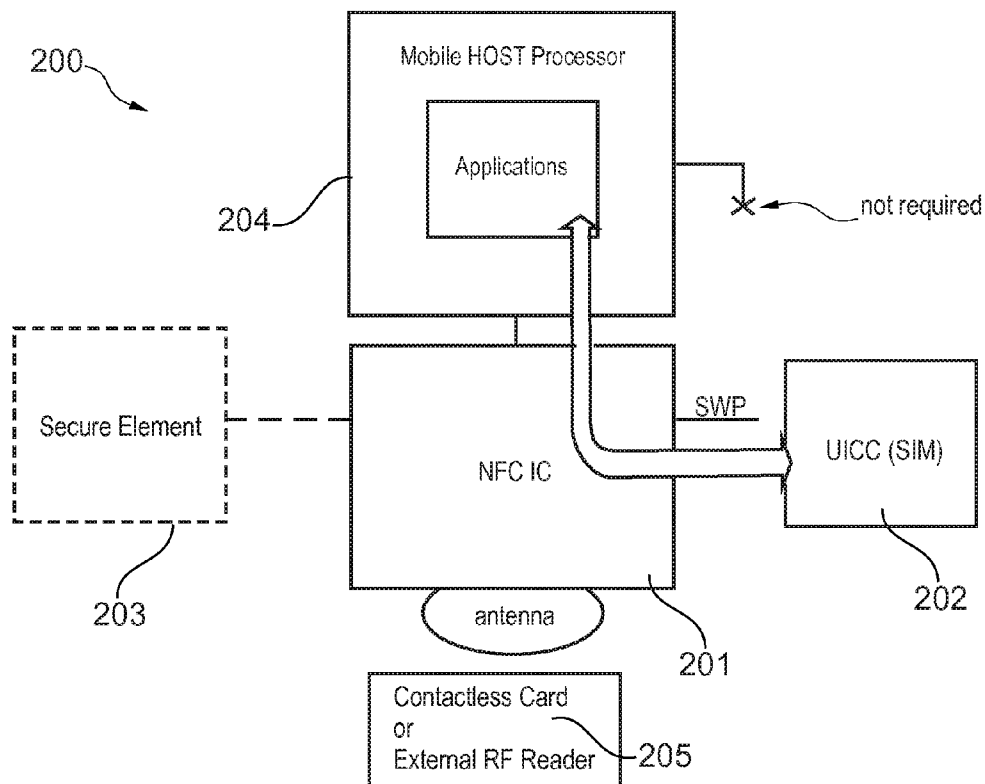 200
Mobile HOST Processor
Applications
204
not required
Secure Element
203
NFC IC
SWP
UICC (SIM)
202
antenna
201
Contactless Card
or
External RF Reader
205